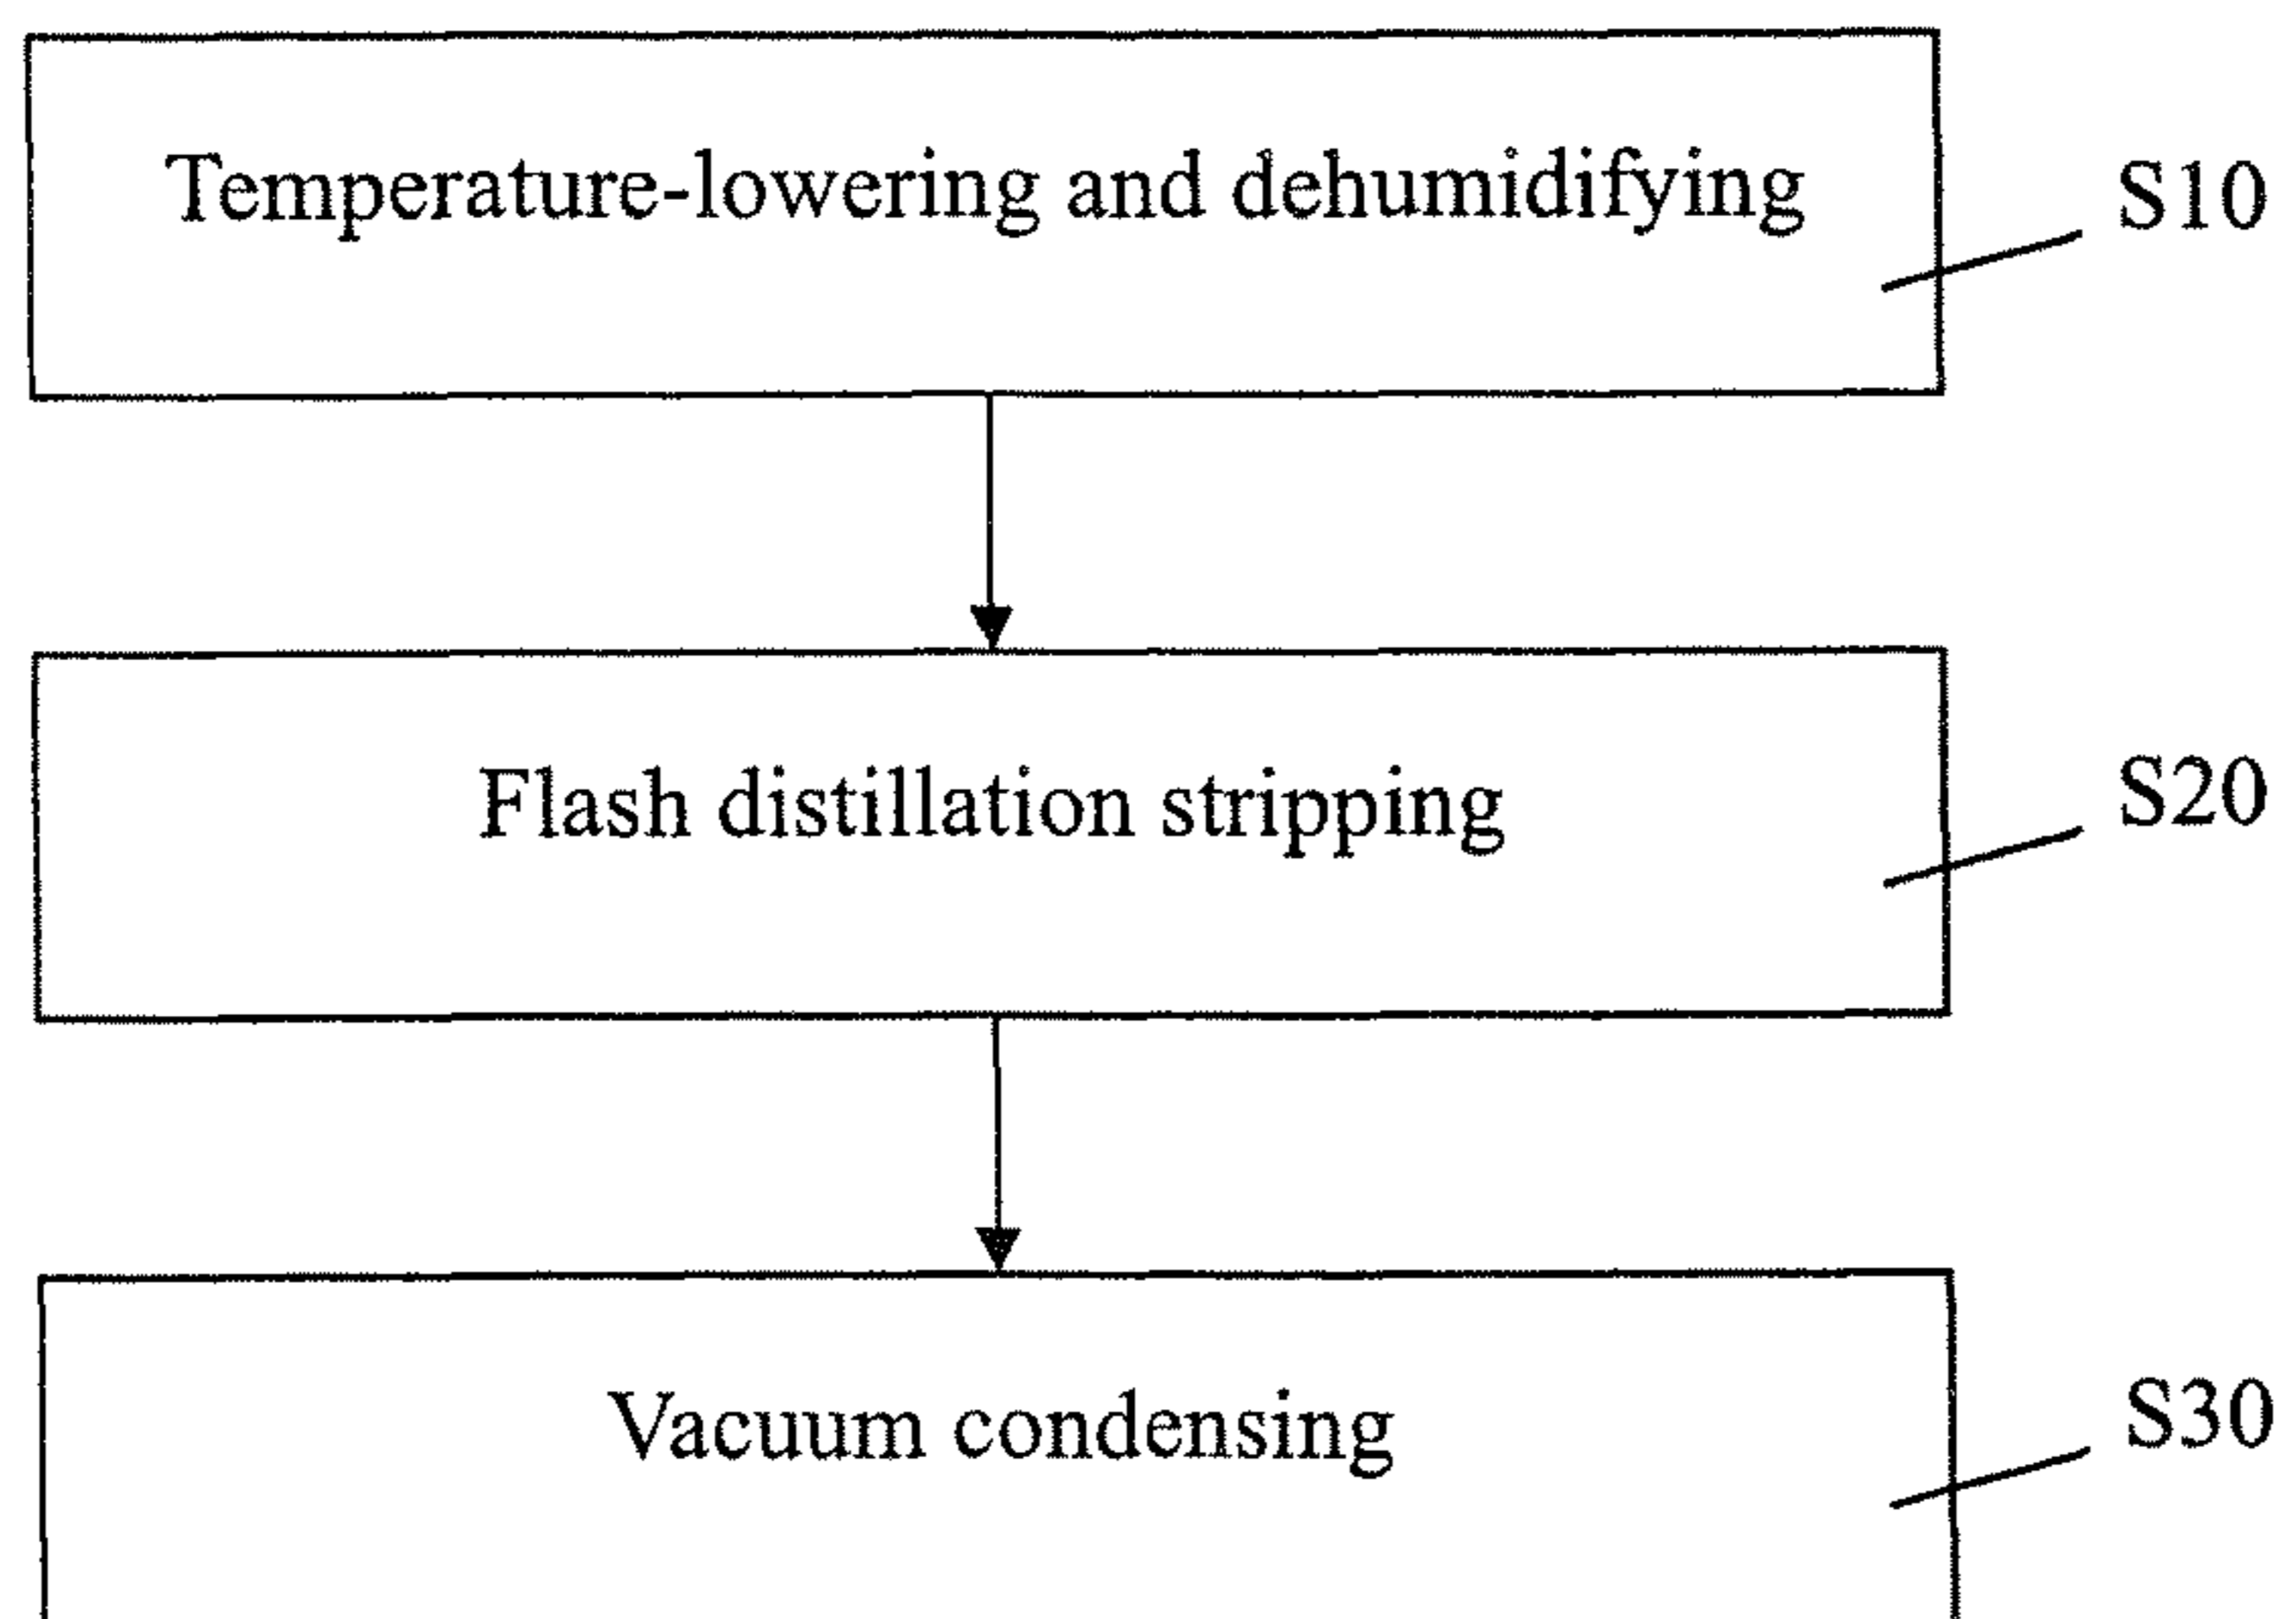 Temperature-lowering and dehumidifying
S10
Flash distillation stripping
S20
Vacuum condensing
S30